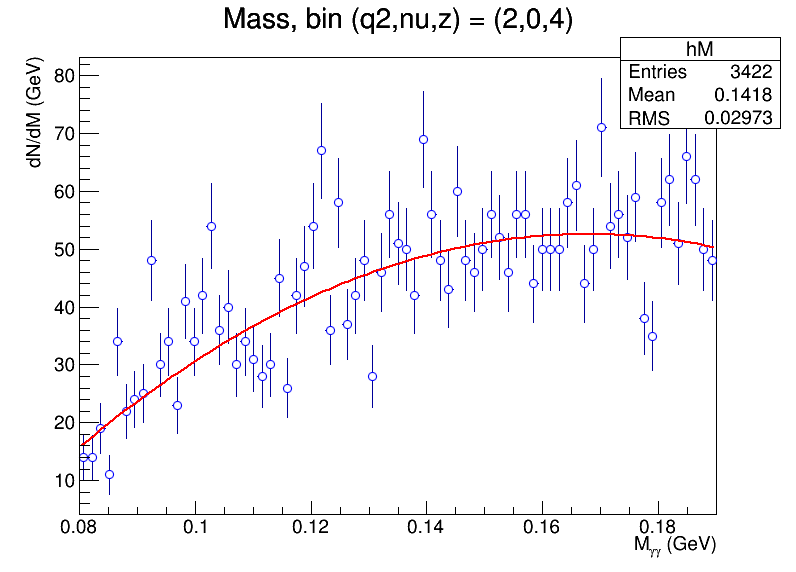 Mass, bin (q2,nu,z) = (2,0,4)
hM
Entries 3422
Mean 0.1418
RMS 0.02973
dN/dM (GeV)
80
70
60
50
40
30
20
10
0.08 0.1 0.12 0.14 0.16 0.18
Mγγ (GeV)